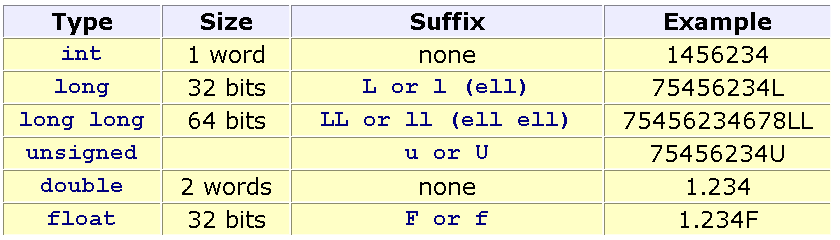 Type Size Suffix Example
int 1 word none 1456234
long 32 bits L or l (ell) 75456234L
long long 64 bits LL or ll (ell ell) 75456234678LL
unsigned u or U 75456234U
double 2 words none 1.234
float 32 bits F or f 1.234F